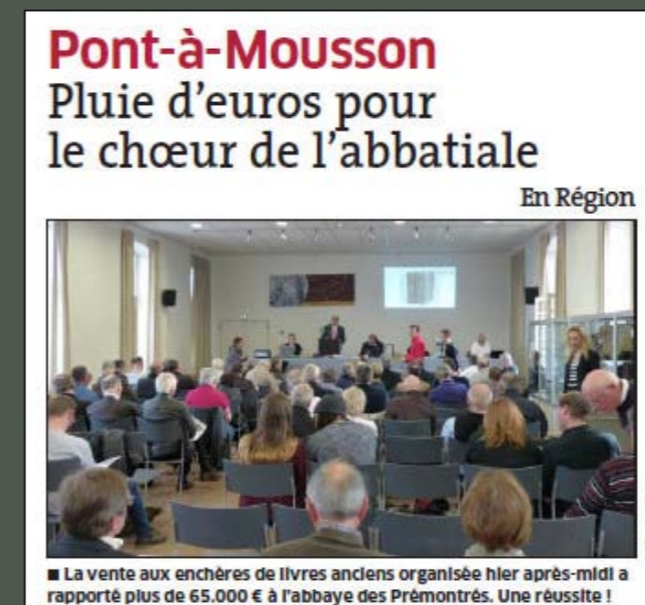 Pont-à-Mousson
Pluie d’euros pour
le chœur de l’abbatiale
En Région
■ La vente aux enchères de livres anciens organisée hier après-midi a
rapporté plus de 65.000 € à l'abbaye des Prémontrés. Une réussite !